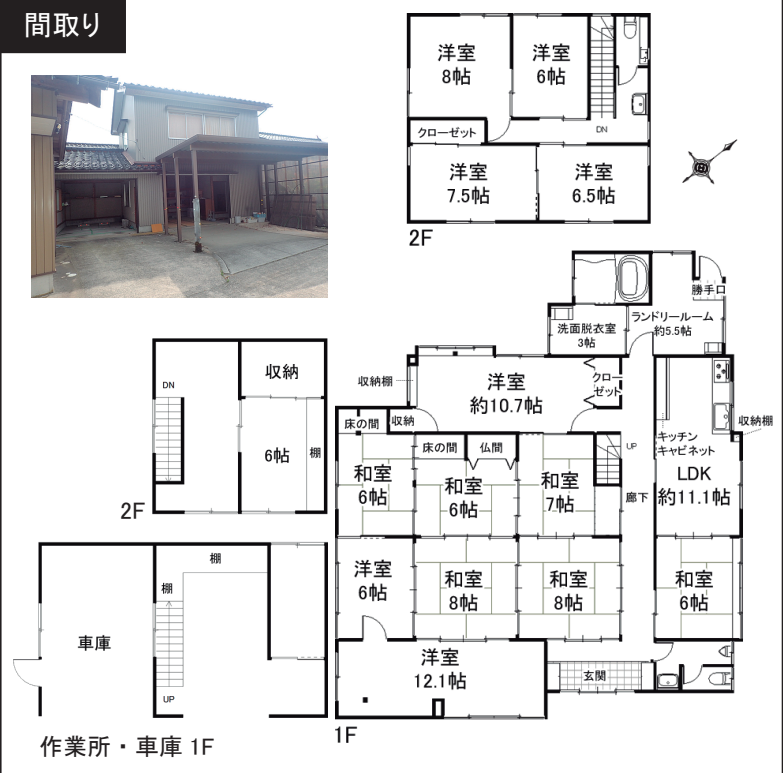 間取り
洋室
8帖
洋室
6帖
DN
クローゼット
洋室
7.5帖
洋室
6.5帖
2F
勝手口
洗面脱衣室
3帖
ランドリールーム
約5.5帖
収納棚
洋室
約10.7帖
クロー
ゼット
床の間
収納
収納棚
キッチン
キャビネット
LDK
約11.1帖
床の間
仏間
UP
廊下
和室
6帖
和室
6帖
和室
7帖
洋室
6帖
和室
8帖
和室
8帖
和室
6帖
洋室
12.1帖
玄関
1F
DN
収納
6帖
棚
2F
棚
棚
車庫
UP
作業所・車庫 1F